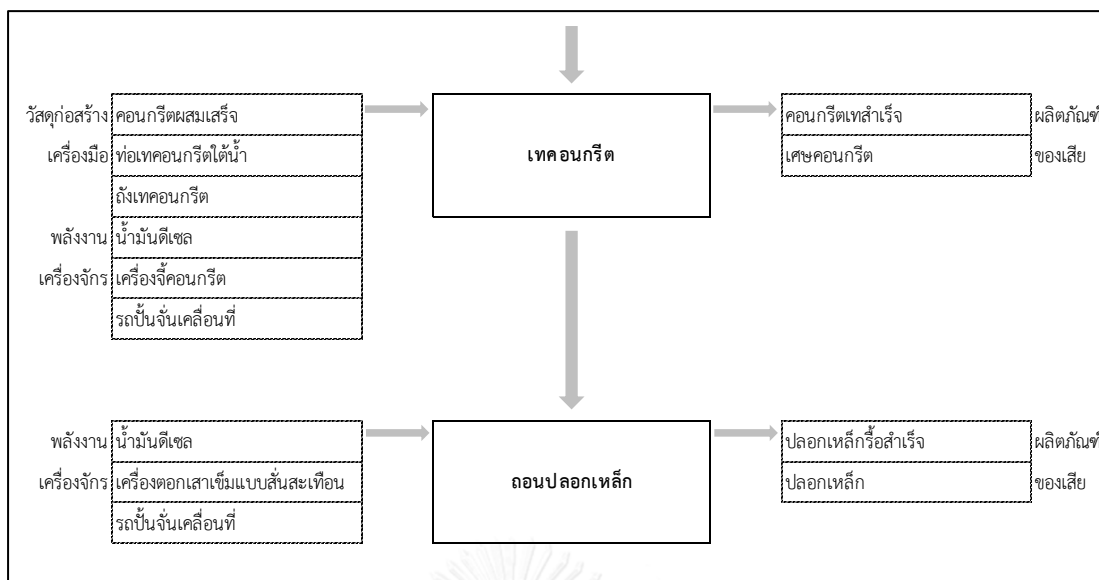 วัสดุก่อสร้าง คอนกรีตผสมเสร็จ
คอนกรีตเทสำเร็จ ผลิตภัณฑ์
เครื่องมือ ท่อเทคอนกรีตใต้น้ำ
เทคอนกรีต
เศษคอนกรีต ของเสีย
ถังเทคอนกรีต
พลังงาน น้ำมันดีเซล
เครื่องจักร เครื่องจี้คอนกรีต
รถปั้นจั่นเคลื่อนที่
พลังงาน น้ำมันดีเซล
ปลอกเหล็กรื้อสำเร็จ ผลิตภัณฑ์
เครื่องจักร เครื่องตอกเสาเข็มแบบสั่นสะเทือน
ถอนปลอกเหล็ก
ปลอกเหล็ก ของเสีย
รถปั้นจั่นเคลื่อนที่